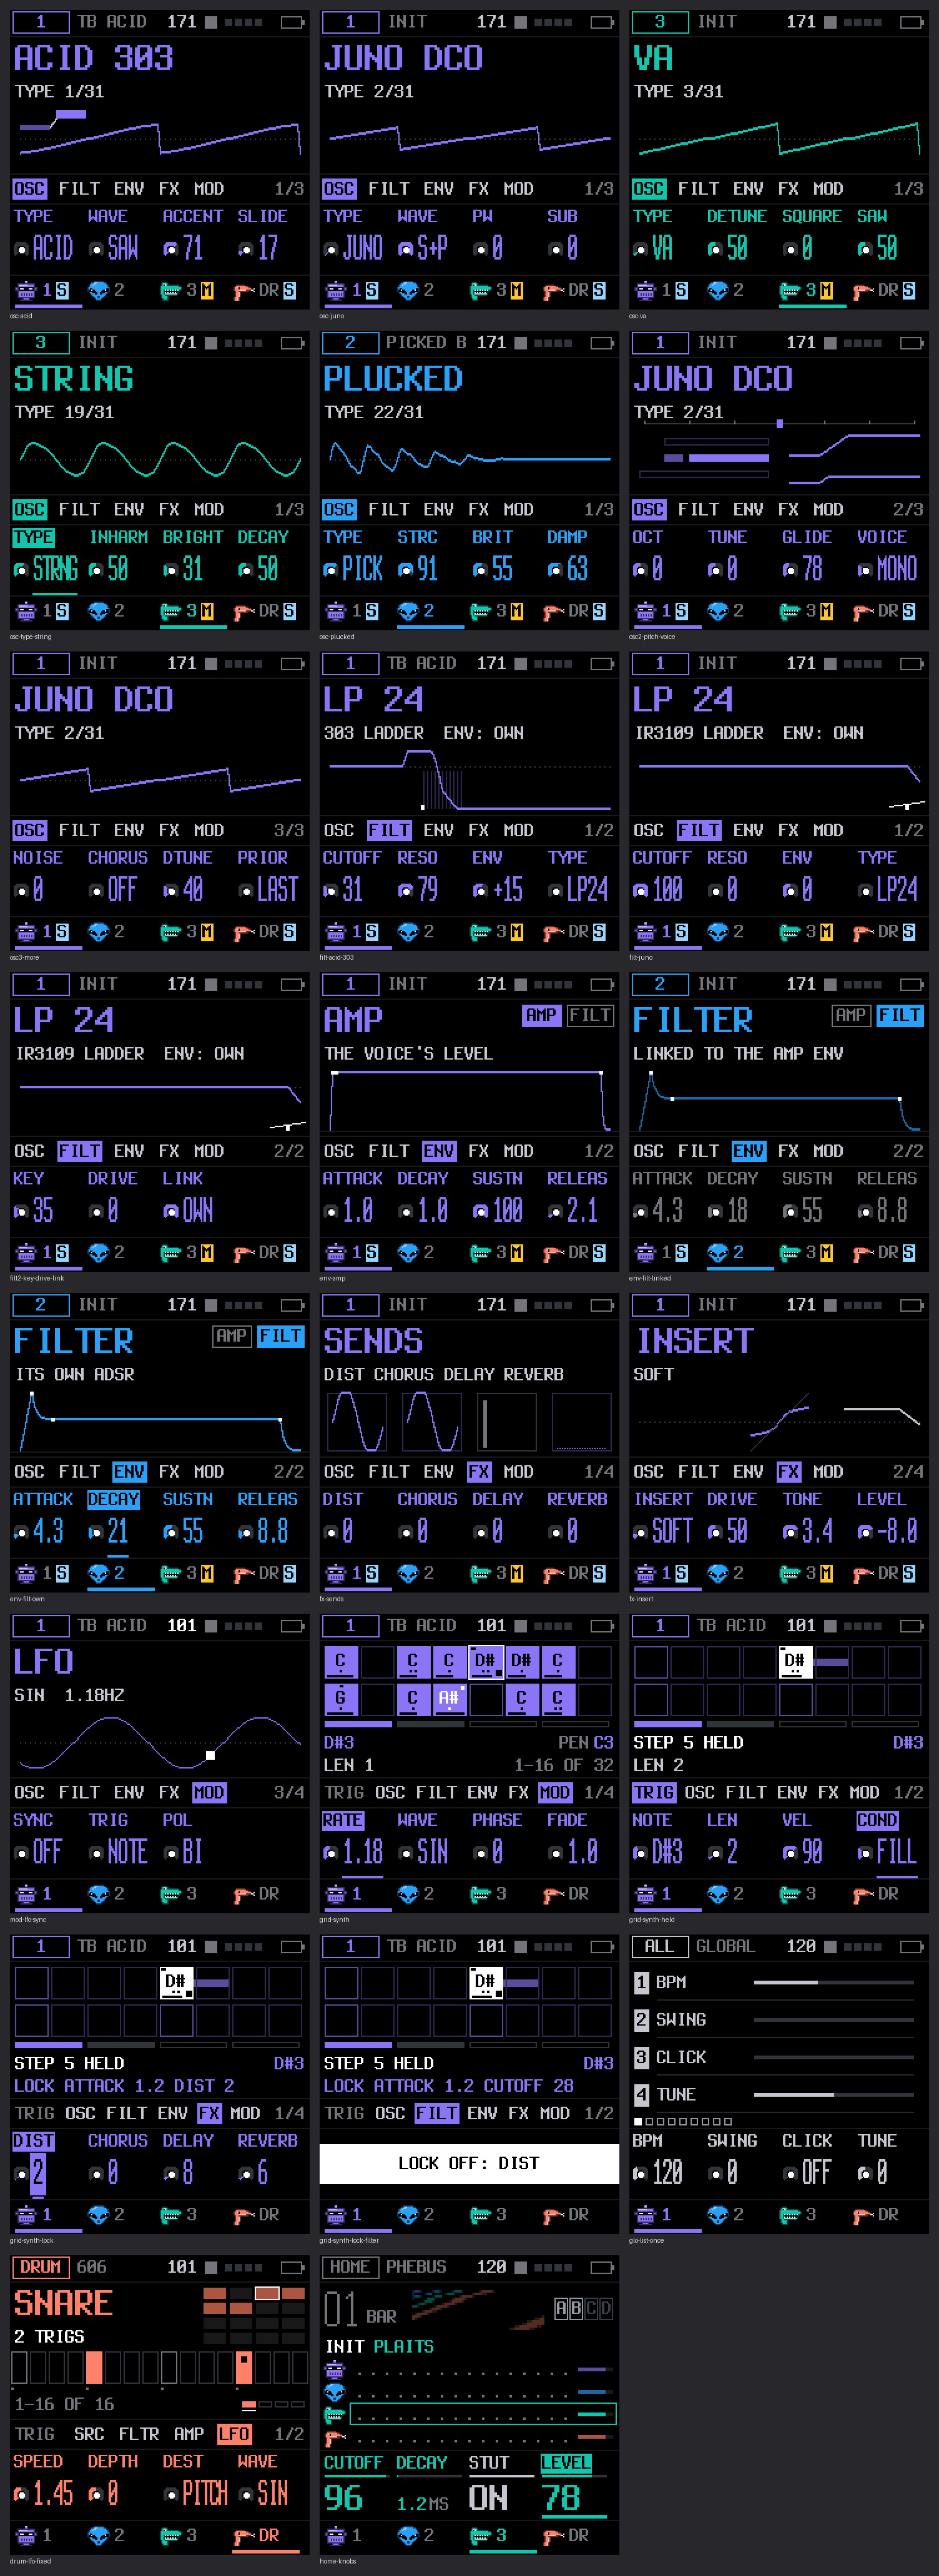 1 TB ACID 171
ACID 303
TYPE 1/31
OSC FILT ENV FX MOD 1/3
TYPE WAVE ACCENT SLIDE
ACID SAW 71 17
1 S 2 3 M DR S
osc-acid
1 INIT 171
JUNO DCO
TYPE 2/31
OSC FILT ENV FX MOD 1/3
TYPE WAVE PW SUB
JUNO S+P 0 0
1 S 2 3 M DR S
osc-juno
3 INIT 171
VA
TYPE 3/31
OSC FILT ENV FX MOD 1/3
TYPE DETUNE SQUARE SAW
VA 50 0 50
1 S 2 3 M DR S
osc-va
3 INIT 171
STRING
TYPE 19/31
OSC FILT ENV FX MOD 1/3
TYPE INHARM BRIGHT DECAY
STRNG 50 31 50
1 S 2 3 M DR S
osc-type-string
2 PICKED B 171
PLUCKED
TYPE 22/31
OSC FILT ENV FX MOD 1/3
TYPE STRC BRIT DAMP
PICK 91 55 63
1 S 2 3 M DR S
osc-plucked
1 INIT 171
JUNO DCO
TYPE 2/31
OSC FILT ENV FX MOD 2/3
OCT TUNE GLIDE VOICE
0 0 78 MONO
1 S 2 3 M DR S
osc2-pitch-voice
1 INIT 171
JUNO DCO
TYPE 2/31
OSC FILT ENV FX MOD 3/3
NOISE CHORUS DTUNE PRIOR
0 OFF 40 LAST
1 S 2 3 M DR S
osc3-more
1 TB ACID 171
LP 24
303 LADDER ENV: OWN
OSC FILT ENV FX MOD 1/2
CUTOFF RESO ENV TYPE
31 79 +15 LP24
1 S 2 3 M DR S
filt-acid-303
1 INIT 171
LP 24
IR3109 LADDER ENV: OWN
OSC FILT ENV FX MOD 1/2
CUTOFF RESO ENV TYPE
100 0 0 LP24
1 S 2 3 M DR S
filt-juno
1 INIT 171
LP 24
IR3109 LADDER ENV: OWN
OSC FILT ENV FX MOD 2/2
KEY DRIVE LINK
35 0 OWN
1 S 2 3 M DR S
filt2-key-drive-link
1 INIT 171
AMP AMP FILT
THE VOICE'S LEVEL
OSC FILT ENV FX MOD 1/2
ATTACK DECAY SUSTN RELEAS
1.0 1.0 100 2.1
1 S 2 3 M DR S
env-amp
2 INIT 171
FILTER AMP FILT
LINKED TO THE AMP ENV
OSC FILT ENV FX MOD 2/2
ATTACK DECAY SUSTN RELEAS
4.3 18 55 8.8
1 S 2 3 M DR S
env-filt-linked
2 INIT 171
FILTER AMP FILT
ITS OWN ADSR
OSC FILT ENV FX MOD 2/2
ATTACK DECAY SUSTN RELEAS
4.3 21 55 8.8
1 S 2 3 M DR S
env-filt-own
1 INIT 171
SENDS
DIST CHORUS DELAY REVERB
OSC FILT ENV FX MOD 1/4
DIST CHORUS DELAY REVERB
0 0 0 0
1 S 2 3 M DR S
fx-sends
1 INIT 171
INSERT
SOFT
OSC FILT ENV FX MOD 2/4
INSERT DRIVE TONE LEVEL
SOFT 50 3.4 -8.0
1 S 2 3 M DR S
fx-insert
1 TB ACID 101
LFO
SIN 1.18HZ
OSC FILT ENV FX MOD 3/4
SYNC TRIG POL
OFF NOTE BI
1 2 3 DR
mod-lfo-sync
1 TB ACID 101
C C C D# D# C
G C A# C C
D#3 PEN C3
LEN 1 1-16 OF 32
TRIG OSC FILT ENV FX MOD 1/4
RATE WAVE PHASE FADE
1.18 SIN 0 1.0
1 2 3 DR
grid-synth
1 TB ACID 101
D#
STEP 5 HELD D#3
LEN 2
TRIG OSC FILT ENV FX MOD 1/2
NOTE LEN VEL COND
D#3 2 90 FILL
1 2 3 DR
grid-synth-held
1 TB ACID 101
D#
STEP 5 HELD D#3
LOCK ATTACK 1.2 DIST 2
TRIG OSC FILT ENV FX MOD 1/4
DIST CHORUS DELAY REVERB
2 0 8 6
1 2 3 DR
grid-synth-lock
1 TB ACID 101
D#
STEP 5 HELD D#3
LOCK ATTACK 1.2 CUTOFF 28
TRIG OSC FILT ENV FX MOD 1/2
LOCK OFF: DIST
1 2 3 DR
grid-synth-lock-filter
ALL GLOBAL 120
1 BPM
2 SWING
3 CLICK
4 TUNE
BPM SWING CLICK TUNE
120 0 OFF 0
1 2 3 DR
glo-list-once
DRUM 606 101
SNARE
2 TRIGS
1-16 OF 16
TRIG SRC FLTR AMP LFO 1/2
SPEED DEPTH DEST WAVE
1.45 0 PITCH SIN
1 2 3 DR
drum-lfo-fixed
HOME PHEBUS 120
01 BAR A B C D
INIT PLAITS
CUTOFF DECAY STUT LEVEL
96 1.2MS ON 78
1 2 3 DR
home-knobs